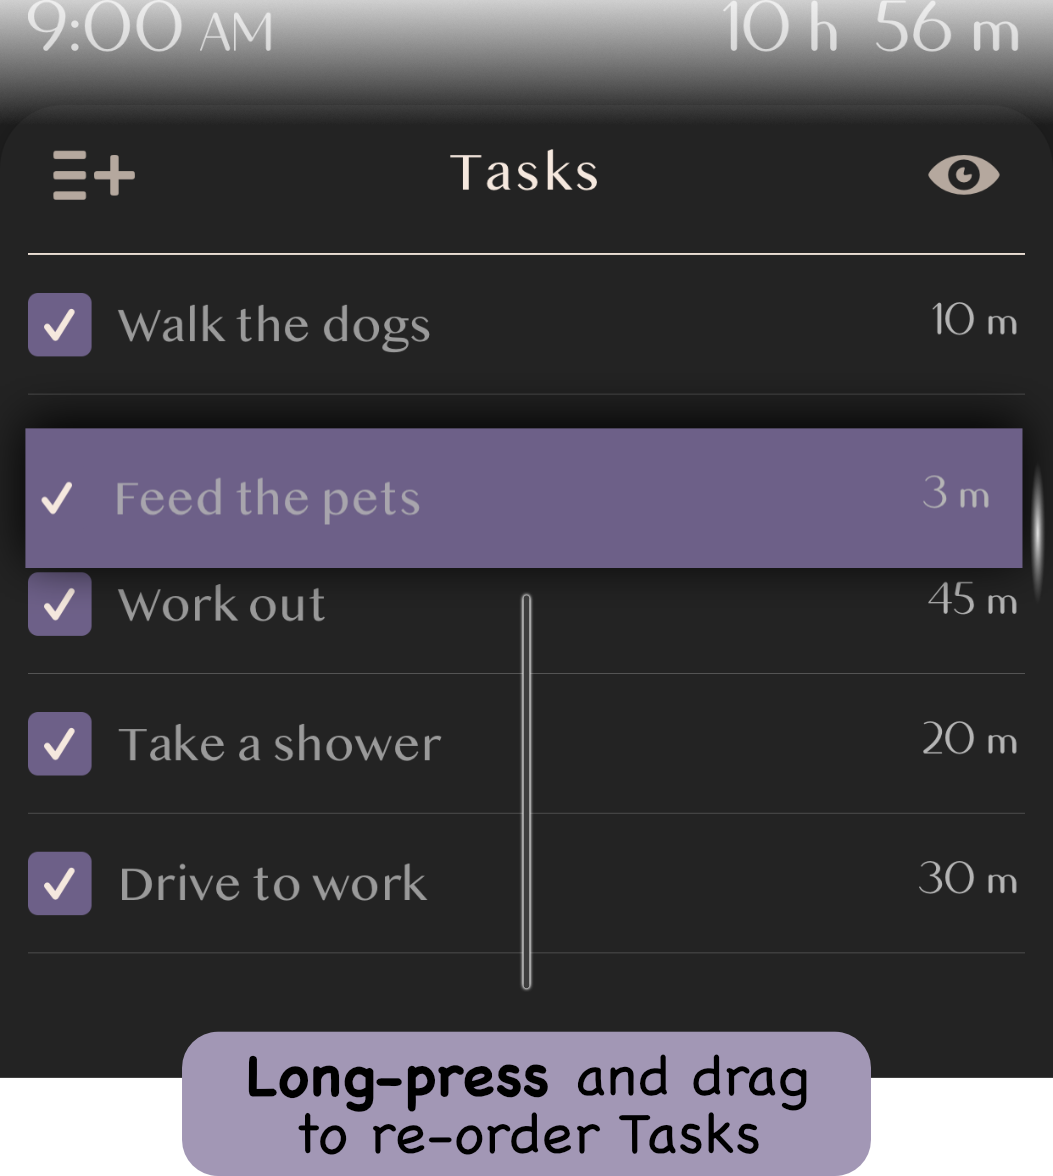 9:00 AM 10 h 56 m
Tasks
Walk the dogs 10 m
Feed the pets 3 m
Work out 45 m
Take a shower 20 m
Drive to work 30 m
Long-press and drag
to re-order Tasks